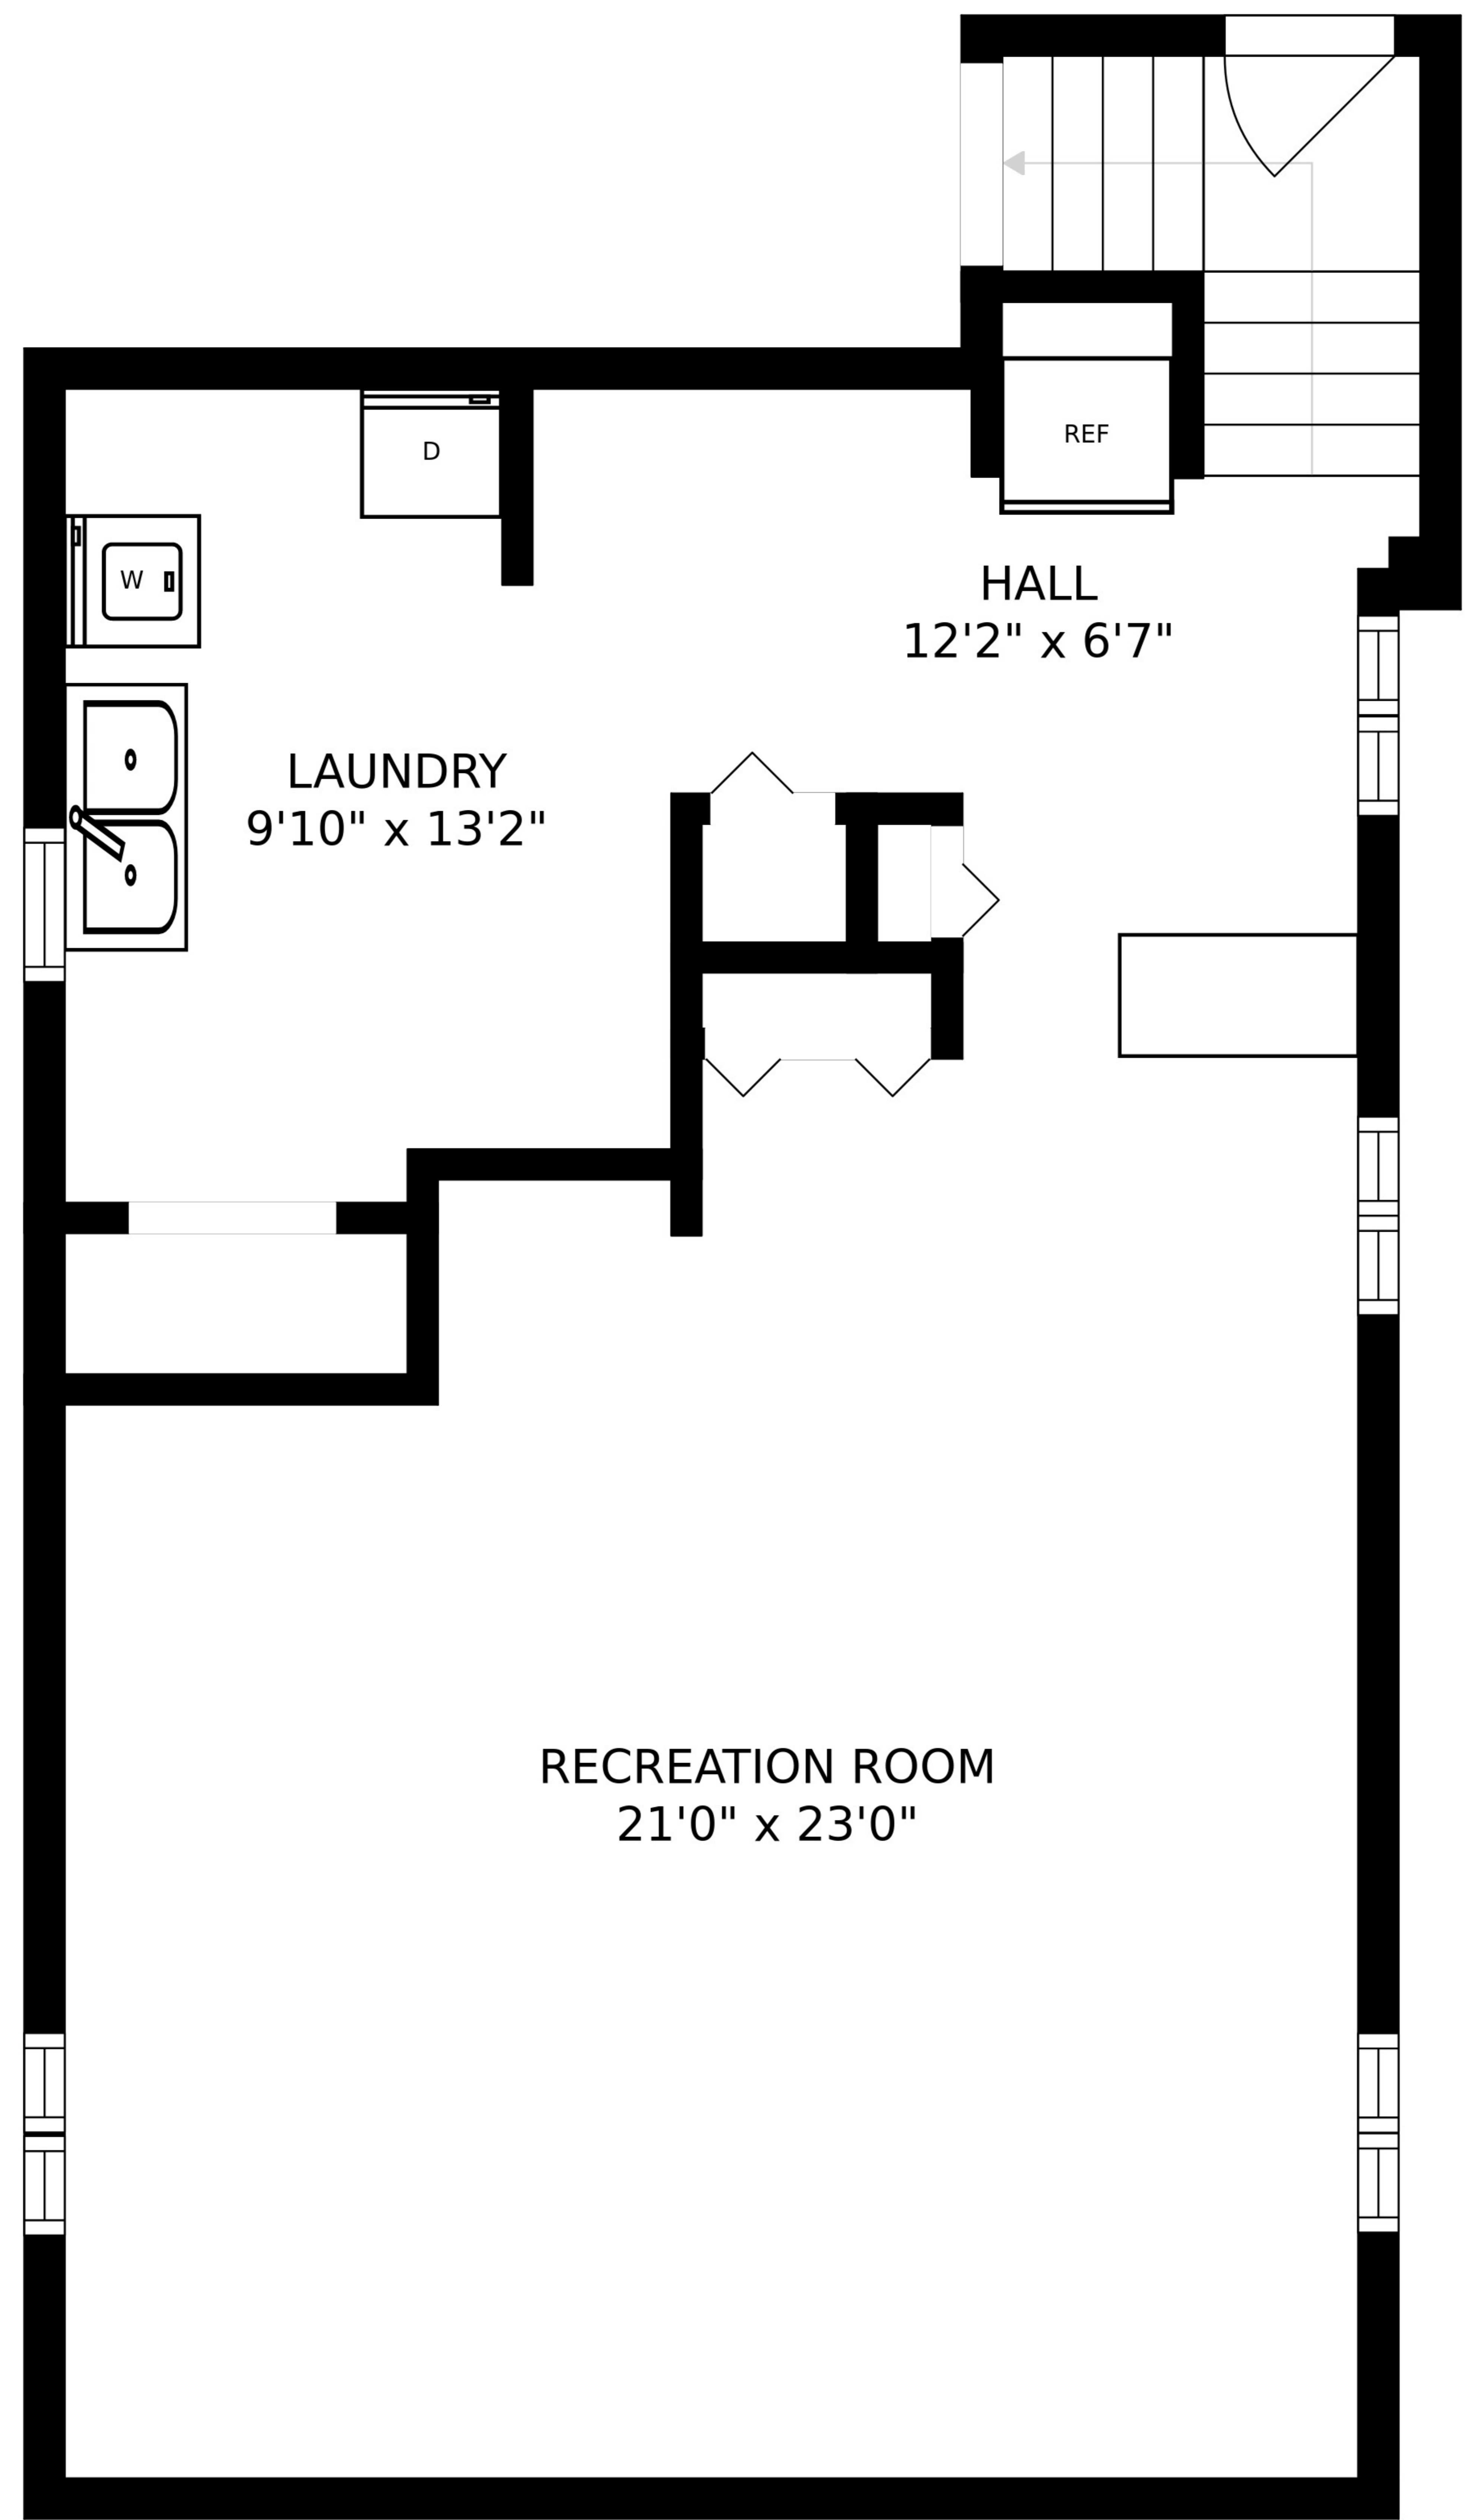 D
REF
W
HALL
12'2" x 6'7"
LAUNDRY
9'10" x 13'2"
RECREATION ROOM
21'0" x 23'0"